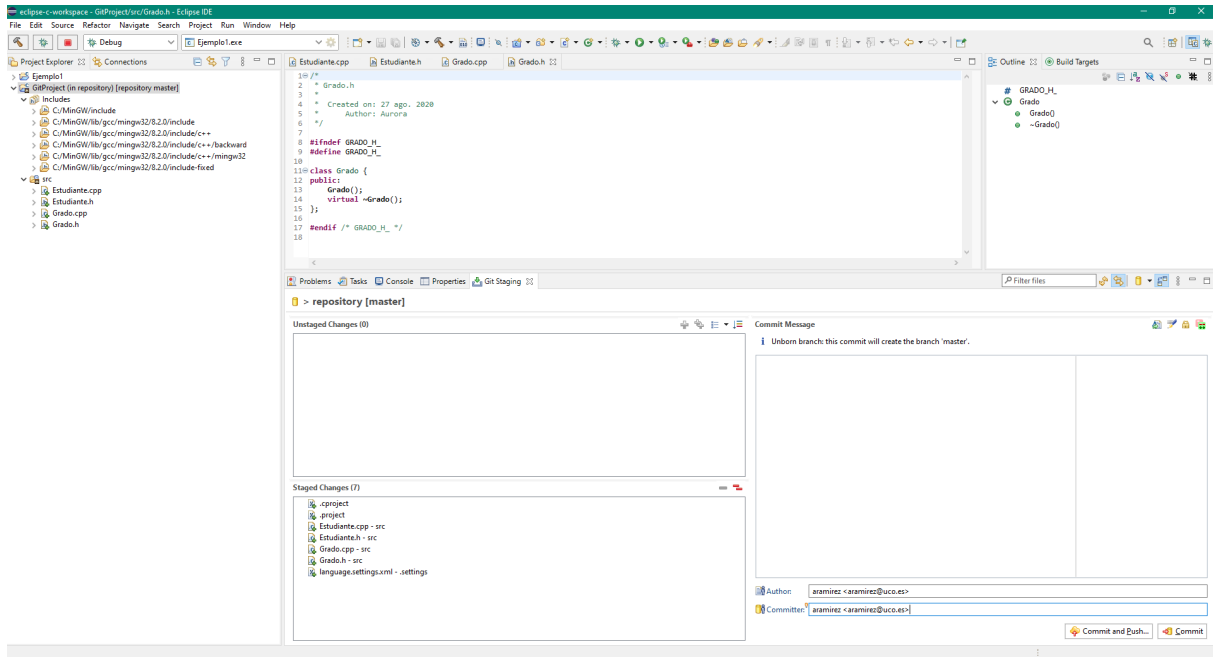 eclipse-c-workspace - GitProject/src/Grado.h - Eclipse IDE
File Edit Source Refactor Navigate Search Project Run Window Help
Debug
Ejemplo1.exe
Project Explorer
Connections
Ejemplo1
GitProject (in repository) [repository master]
Includes
C:/MinGW/include
C:/MinGW/lib/gcc/mingw32/8.2.0/include
C:/MinGW/lib/gcc/mingw32/8.2.0/include/c++
C:/MinGW/lib/gcc/mingw32/8.2.0/include/c++/backward
C:/MinGW/lib/gcc/mingw32/8.2.0/include/c++/mingw32
C:/MinGW/lib/gcc/mingw32/8.2.0/include-fixed
src
Estudiante.cpp
Estudiante.h
Grado.cpp
Grado.h
Estudiante.cpp
Estudiante.h
Grado.cpp
Grado.h
1 /*
2 * Grado.h
3 *
4 * Created on: 27 ago. 2020
5 * Author: Aurora
6 */
7
8 #ifndef GRADO_H_
9 #define GRADO_H_
10
11 class Grado {
12 public:
13 Grado();
14 virtual ~Grado();
15 };
16
17 #endif /* GRADO_H_ */
18
Outline
Build Targets
# GRADO_H_
Grado
Grado()
~Grado()
Problems
Tasks
Console
Properties
Git Staging
Filter files
> repository [master]
Unstaged Changes (0)
Staged Changes (7)
.cproject
.project
Estudiante.cpp - src
Estudiante.h - src
Grado.cpp - src
Grado.h - src
language.settings.xml - .settings
Commit Message
Unborn branch: this commit will create the branch 'master'.
Author: aramirez <aramirez@uco.es>
Committer: aramirez <aramirez@uco.es>
Commit and Push...
Commit